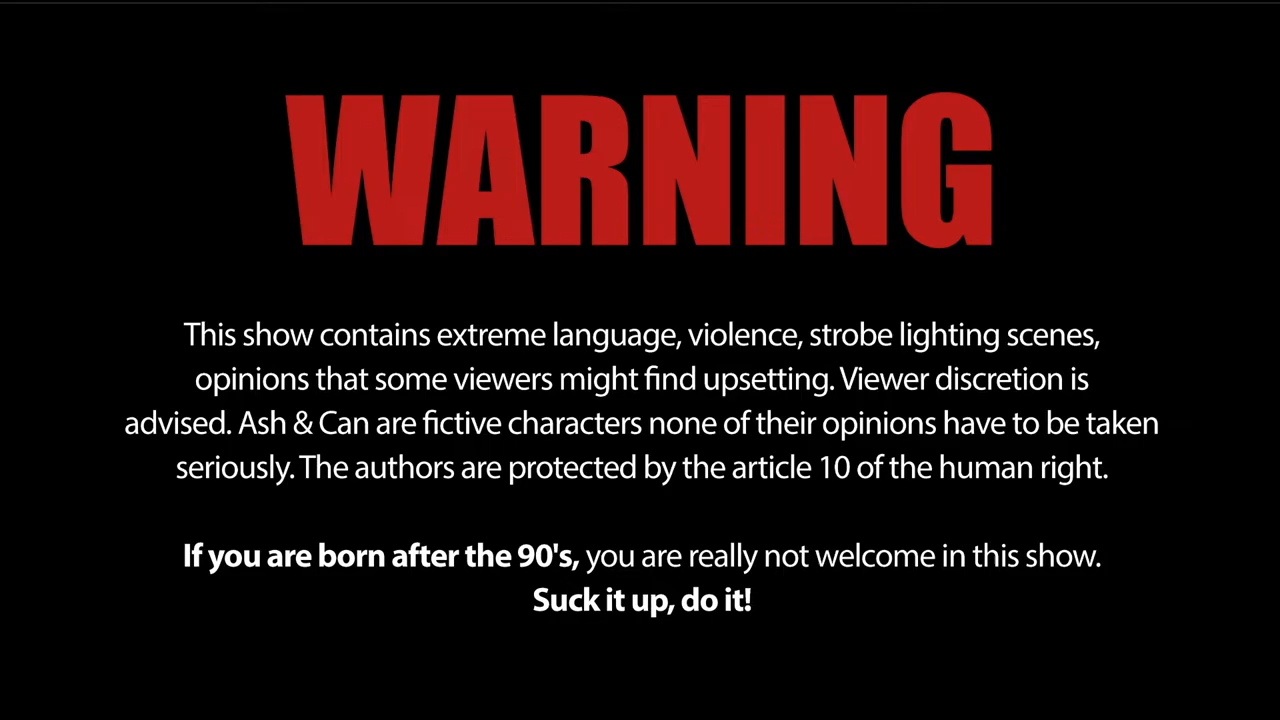 WARNING
This show contains extreme language, violence, strobe lighting scenes,
opinions that some viewers might find upsetting. Viewer discretion is
advised. Ash & Can are fictive characters none of their opinions have to be taken
seriously. The authors are protected by the article 10 of the human right.
If you are born after the 90's, you are really not welcome in this show.
Suck it up, do it!